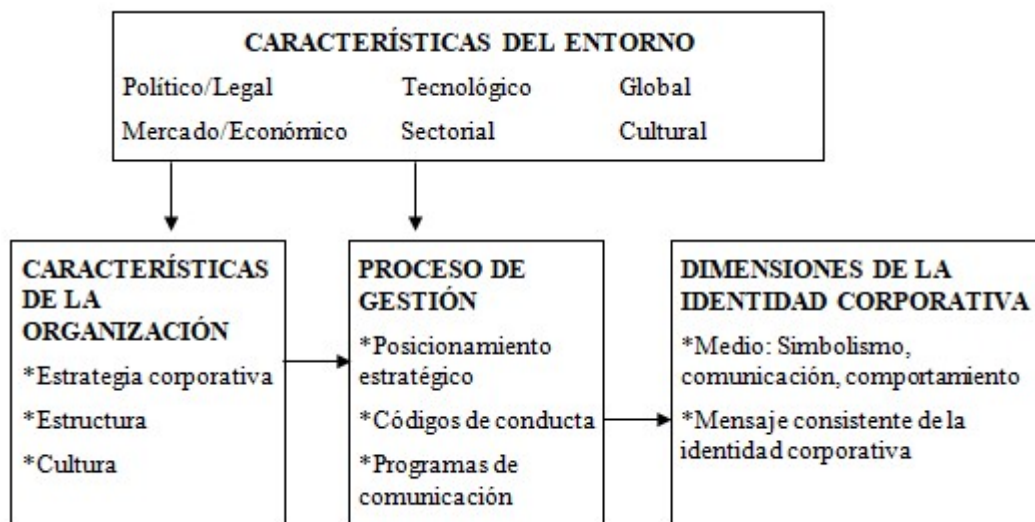 CARACTERÍSTICAS DEL ENTORNO
Político/Legal Tecnológico Global
Mercado/Económico Sectorial Cultural
CARACTERÍSTICAS
DE LA
ORGANIZACIÓN
*Estrategia corporativa
*Estructura
*Cultura
PROCESO DE
GESTIÓN
*Posicionamiento
estratégico
*Códigos de conducta
*Programas de
comunicación
DIMENSIONES DE LA
IDENTIDAD CORPORATIVA
*Medio: Simbolismo,
comunicación, comportamiento
*Mensaje consistente de la
identidad corporativa